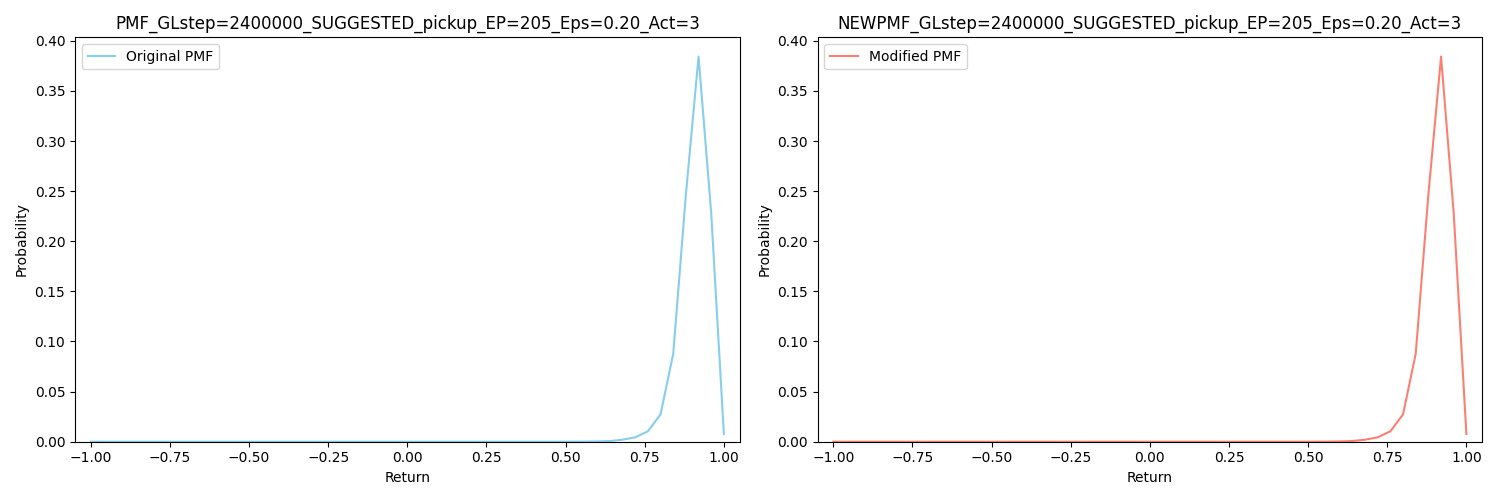 PMF_GLstep=2400000_SUGGESTED_pickup_EP=205_Eps=0.20_Act=3
Original PMF
0.40
0.35
0.30
0.25
0.20
0.15
0.10
0.05
0.00
Probability
−1.00 −0.75 −0.50 −0.25 0.00 0.25 0.50 0.75 1.00
Return
NEWPMF_GLstep=2400000_SUGGESTED_pickup_EP=205_Eps=0.20_Act=3
Modified PMF
0.40
0.35
0.30
0.25
0.20
0.15
0.10
0.05
0.00
Probability
−1.00 −0.75 −0.50 −0.25 0.00 0.25 0.50 0.75 1.00
Return